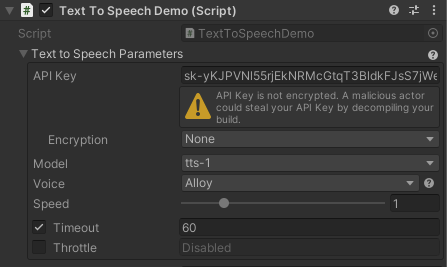 Text To Speech Demo (Script)
Script
TextToSpeechDemo
Text to Speech Parameters
API Key
API Key is not encrypted. A malicious actor
could steal your API Key by decompiling your
build.
Encryption None
Model tts-1
Voice Alloy
Speed 1
Timeout 60
Throttle Disabled